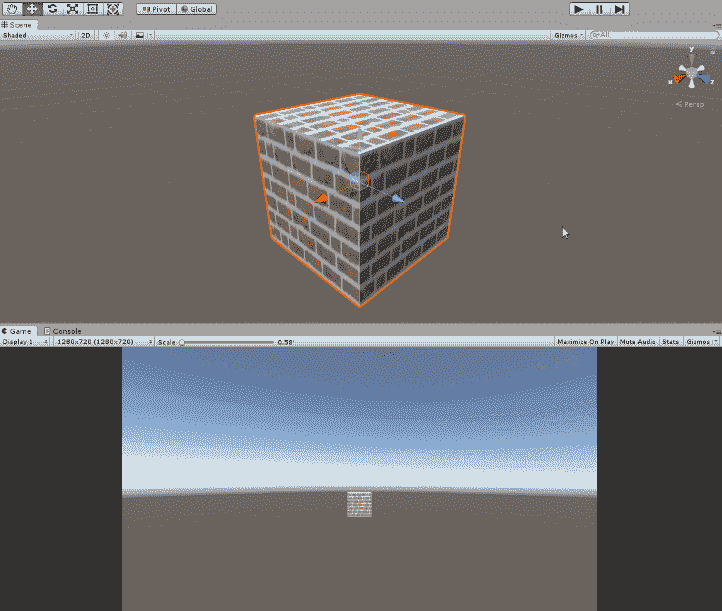 Pivot Global
Scene
Shaded 2D Gizmos All
y
x z
Persp
Game Console
Display 1 1280x720 (1280x720) Scale 0.58 Maximize On Play Mute Audio Stats Gizmos